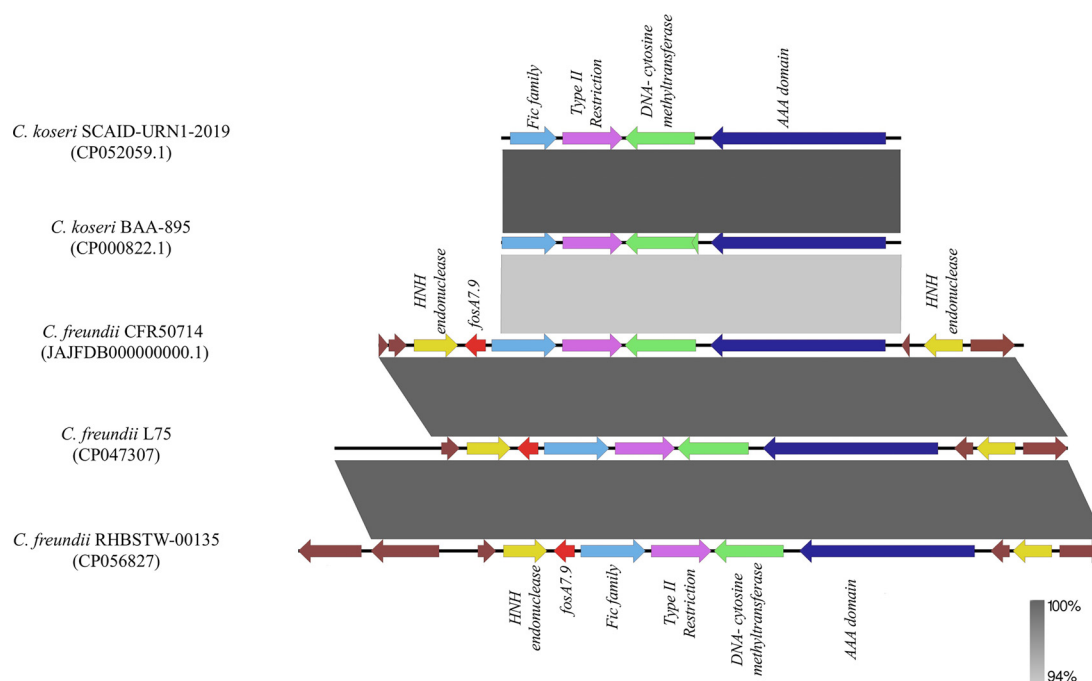 Fic family
Type II
Restriction
DNA- cytosine
methyltransferase
AAA domain
C. koseri SCAID-URN1-2019
(CP052059.1)
C. koseri BAA-895
(CP000822.1)
HNH
endonuclease
fosA7.9
HNH
endonuclease
C. freundii CFR50714
(JAJFDB000000000.1)
C. freundii L75
(CP047307)
C. freundii RHBSTW-00135
(CP056827)
HNH
endonuclease
fosA7.9
Fic family
Type II
Restriction
DNA- cytosine
methyltransferase
AAA domain
100%
94%